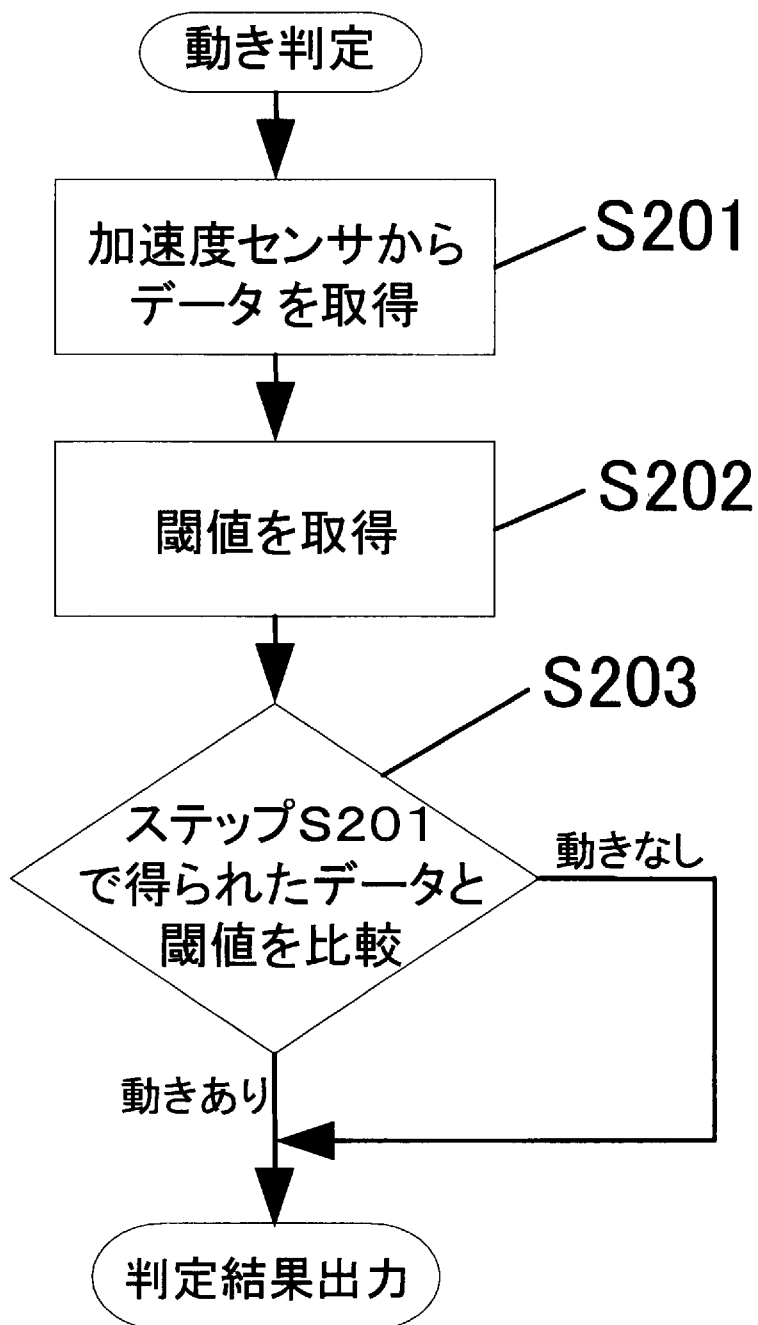 動き判定
加速度センサから
データを取得
S201
閾値を取得
S202
S203
ステップS201
で得られたデータと
閾値を比較
動きなし
動きあり
判定結果出力